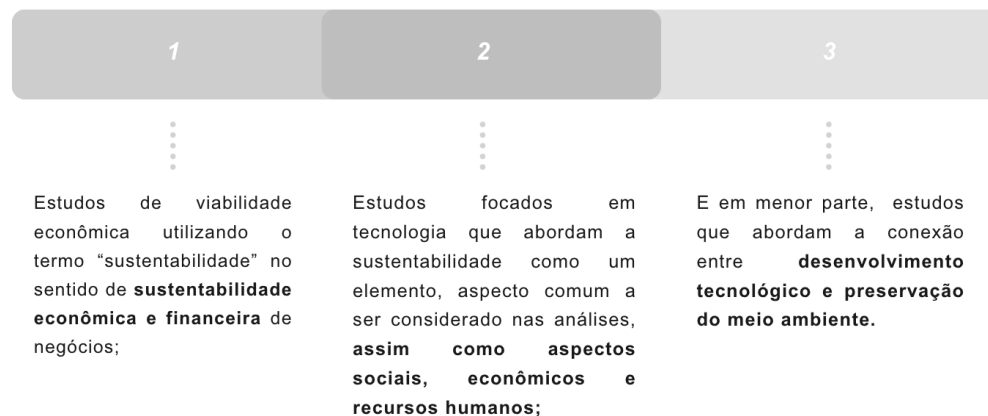 1
2
3
Estudos de viabilidade
econômica utilizando o
termo “sustentabilidade” no
sentido de sustentabilidade
econômica e financeira de
negócios;
Estudos focados em
tecnologia que abordam a
sustentabilidade como um
elemento, aspecto comum a
ser considerado nas análises,
assim como aspectos
sociais, econômicos e
recursos humanos;
E em menor parte, estudos
que abordam a conexão
entre desenvolvimento
tecnológico e preservação
do meio ambiente.